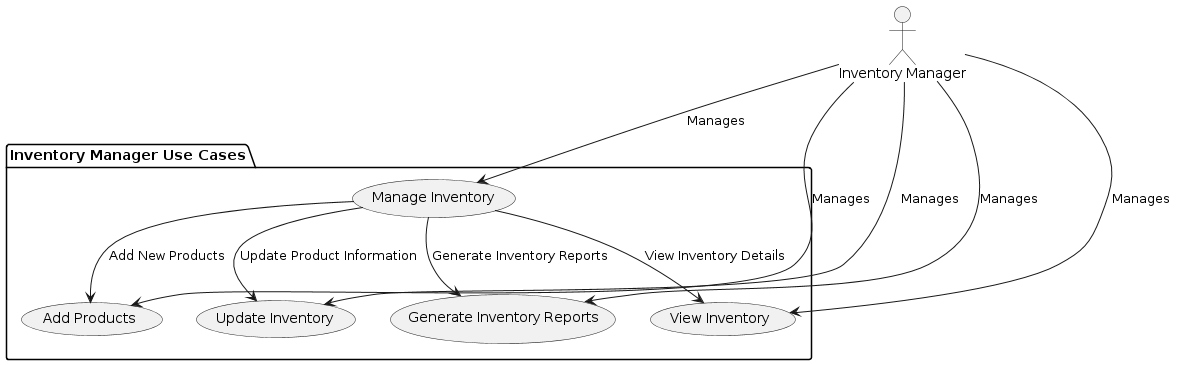 Inventory Manager
Manages
Inventory Manager Use Cases
Manage Inventory
Manages
Manages
Manages
Manages
Add New Products
Update Product Information
Generate Inventory Reports
View Inventory Details
Add Products
Update Inventory
Generate Inventory Reports
View Inventory